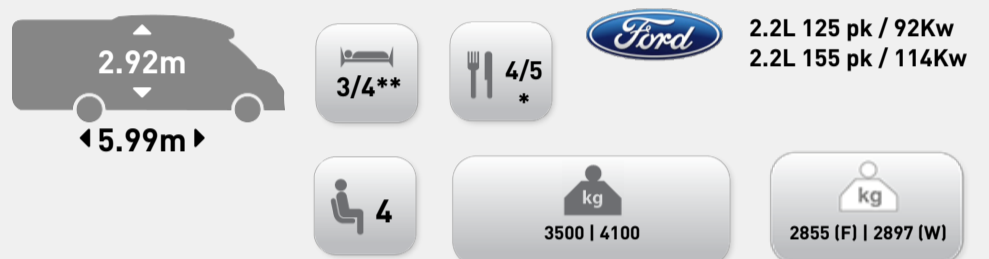 2.92m
5.99m
3/4**
4/5
*
Ford
2.2L 125 pk / 92Kw
2.2L 155 pk / 114Kw
4
kg
3500 | 4100
kg
2855 (F) | 2897 (W)